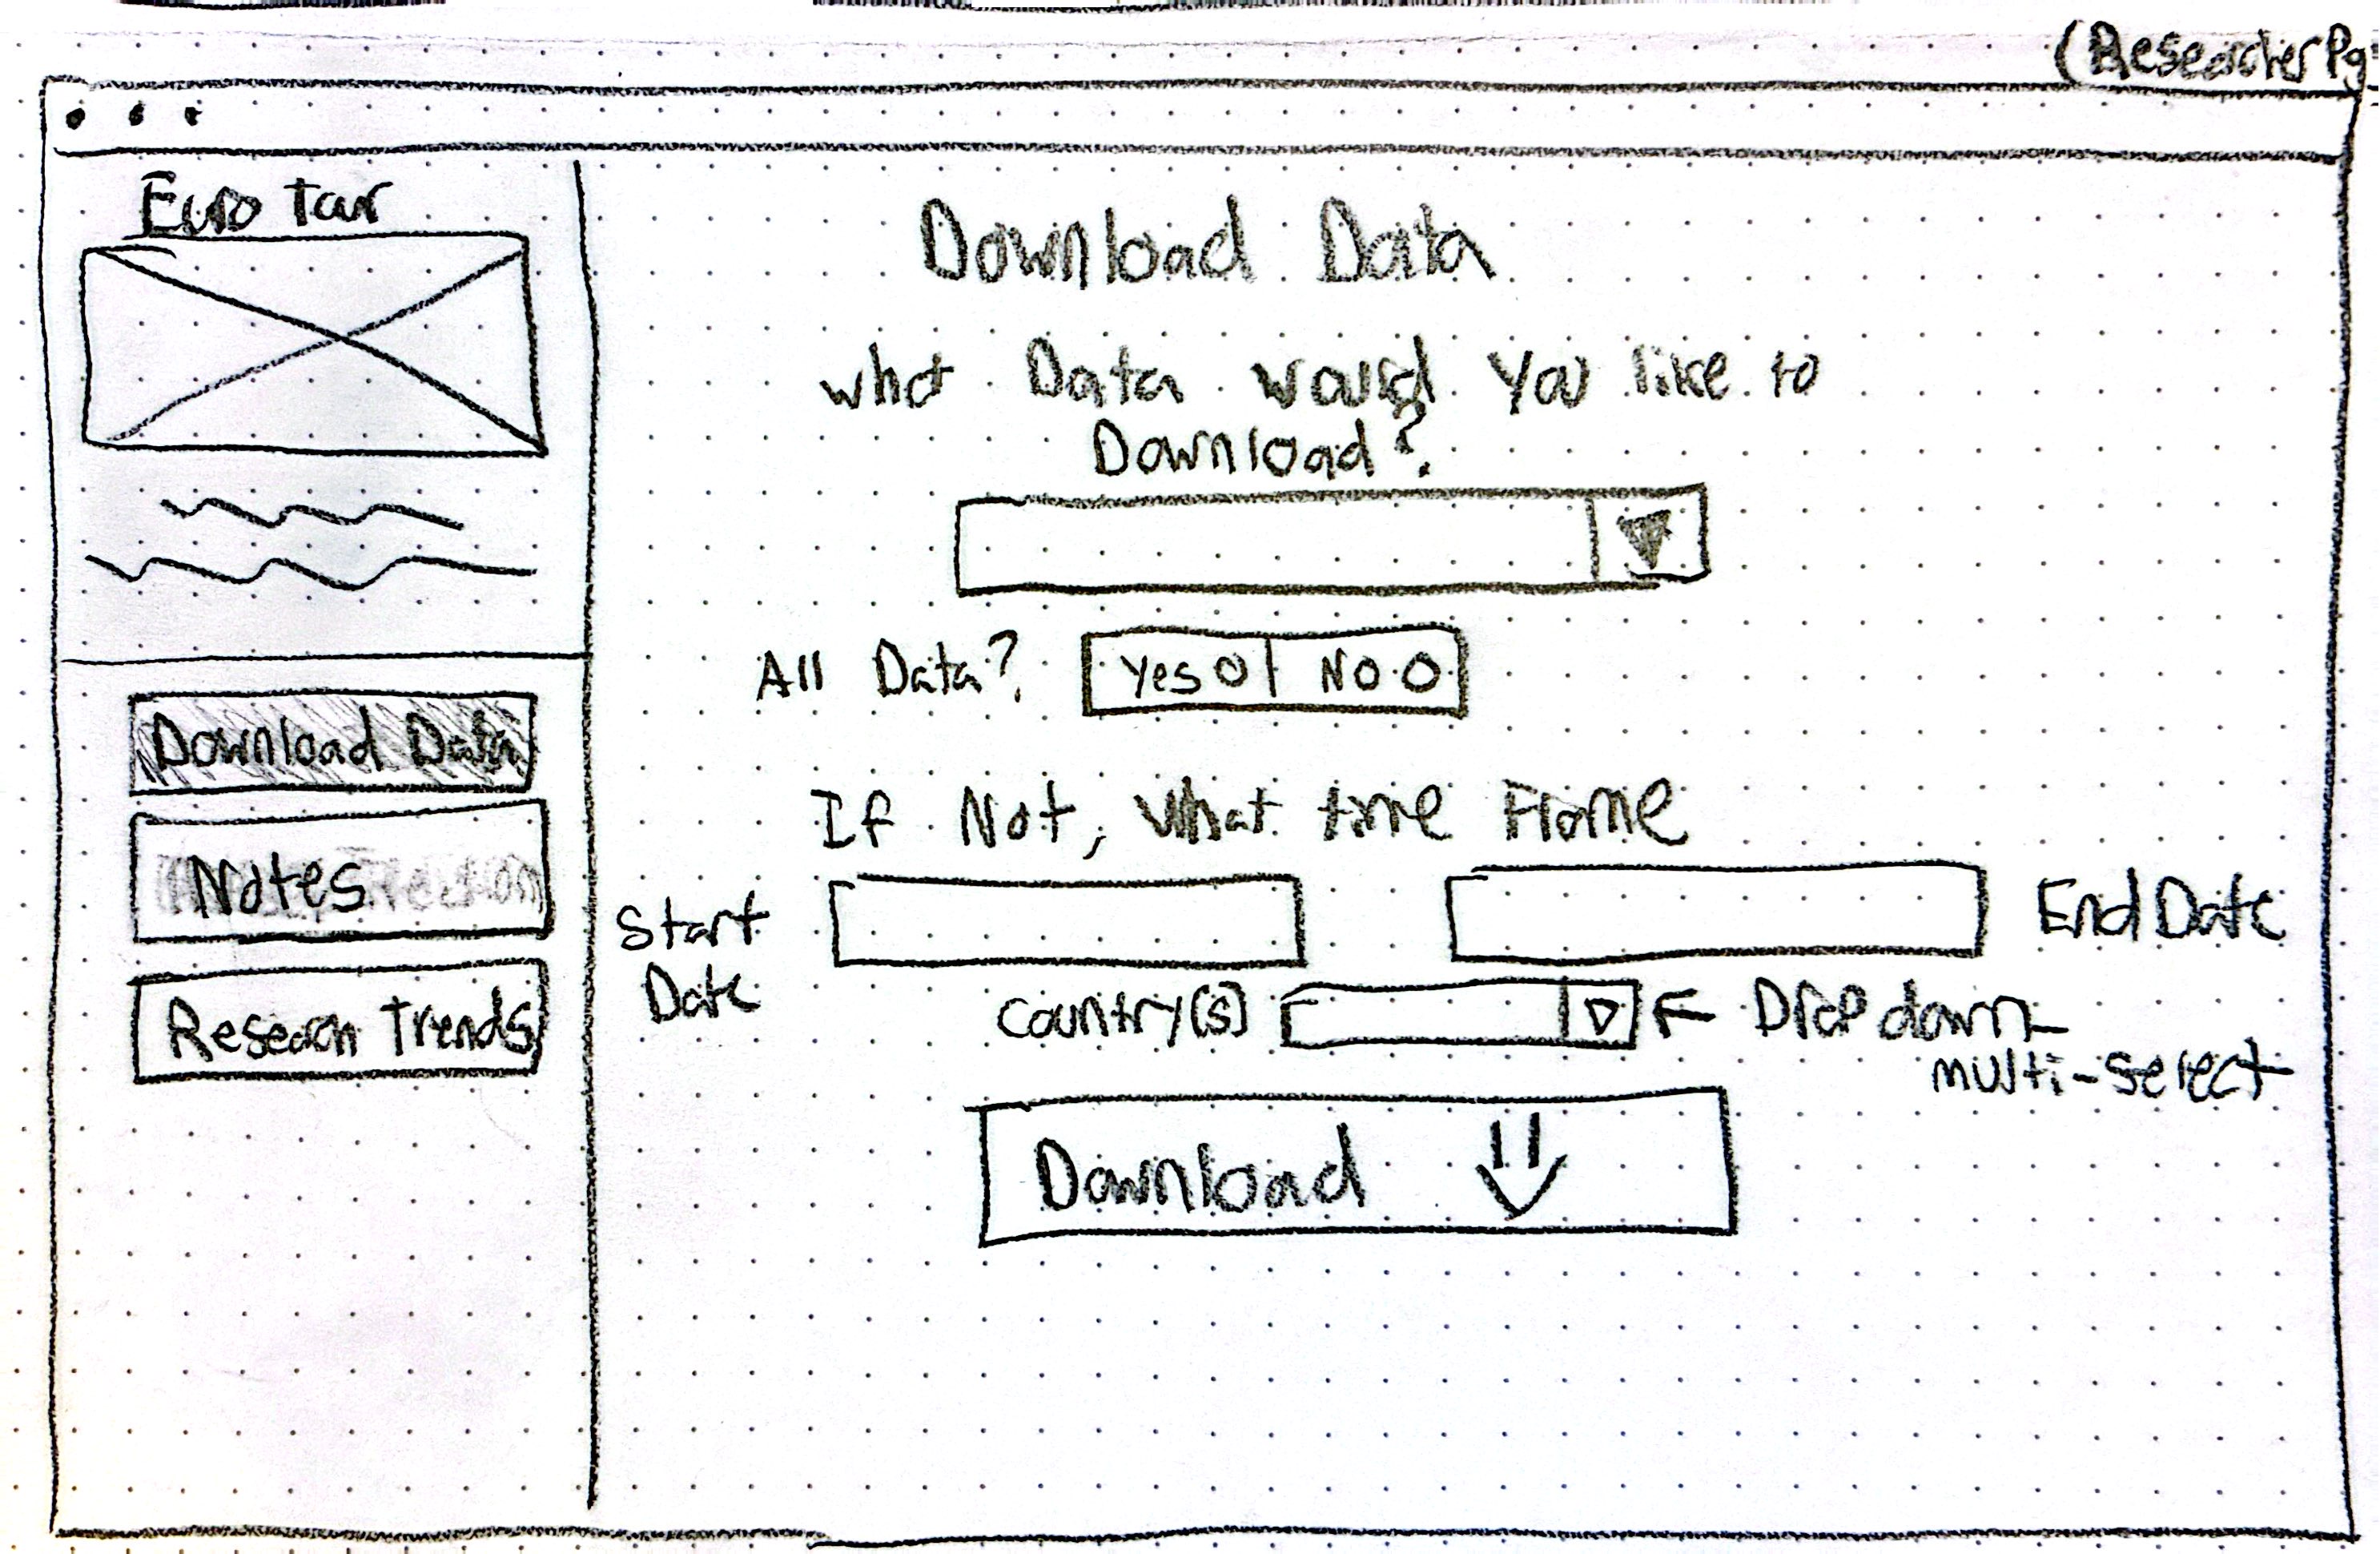 (Researcher Pg
Euro Tour
Download Data
What Data would you like to
Download?
All Data? Yes No
Download Data
If Not, What time Frame
Notes
Start
Date
End Date
Country(s) Drop down
multi-select
Research Trends
Download